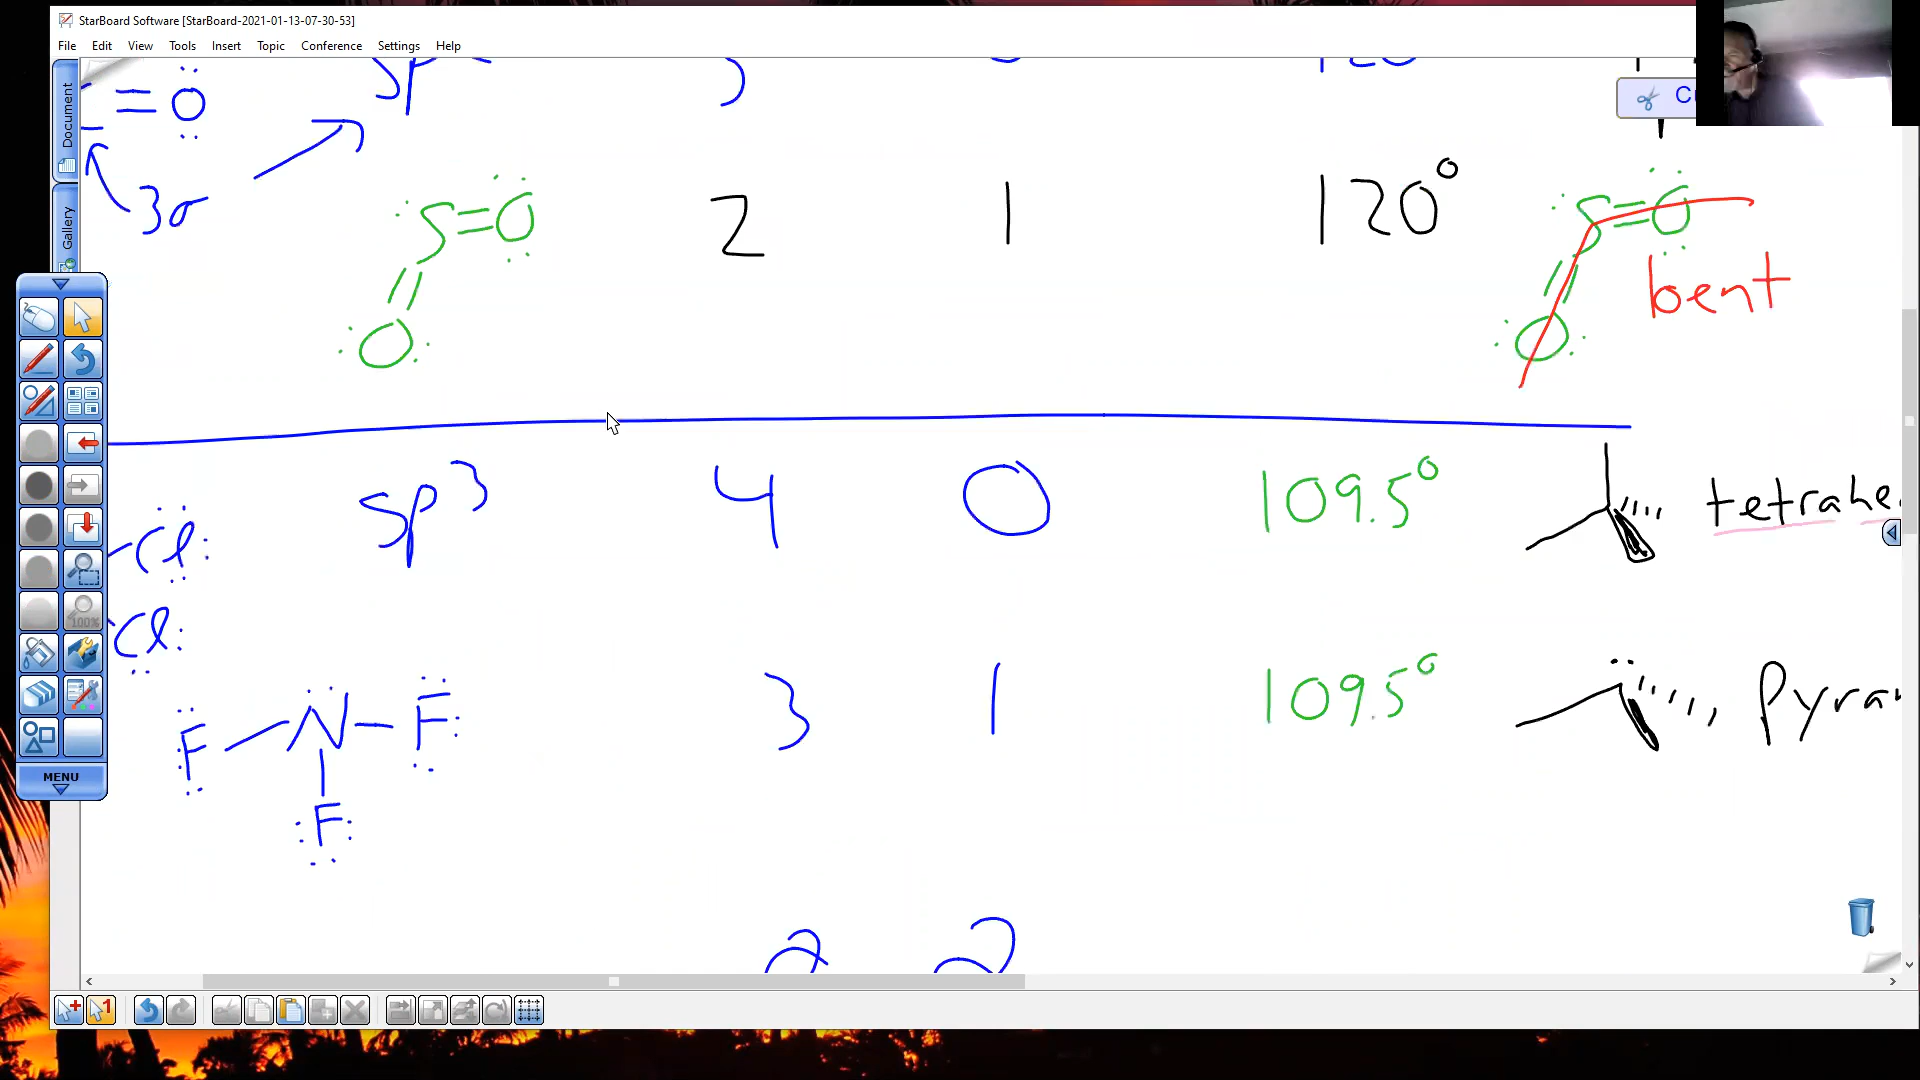 StarBoard Software [StarBoard-2021-01-13-07-30-53]
File Edit View Tools Insert Topic Conference Settings Help
Document
Gallery
= O
3σ
S=O
O
2 1 120°
S=O
O
bent
sp³ 4 0 109.5° tetrahe
Cl
Cl
F—N—F
F
3 1 109.5° Pyra
2 2
100%
MENU
1